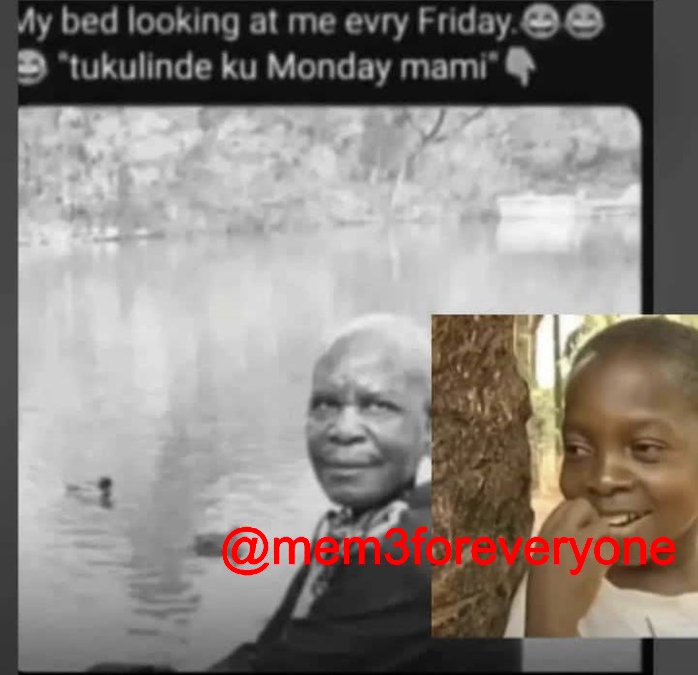 My bed looking at me evry Friday.😂😂
😂 "tukulinde ku Monday mami"👇
@mem3foreveryone